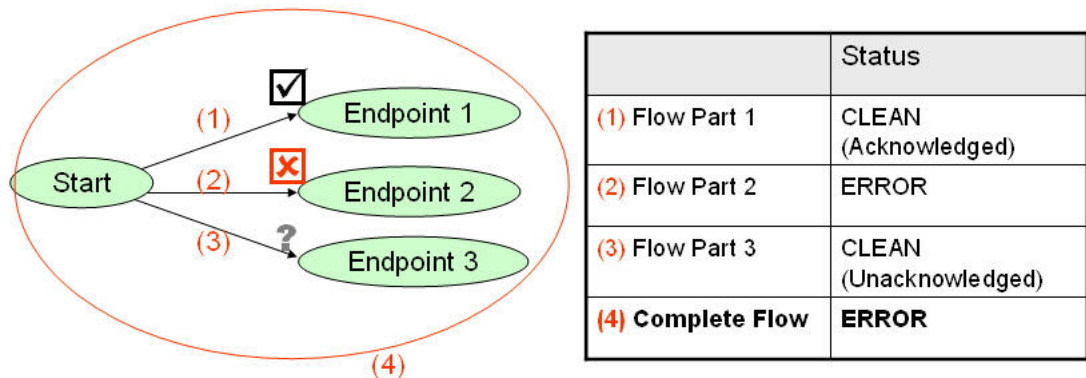 Start
(1)
(2)
(3)
Endpoint 1
Endpoint 2
?
Endpoint 3
(4)
Status
(1) Flow Part 1
CLEAN
(Acknowledged)
(2) Flow Part 2
ERROR
(3) Flow Part 3
CLEAN
(Unacknowledged)
(4) Complete Flow
ERROR